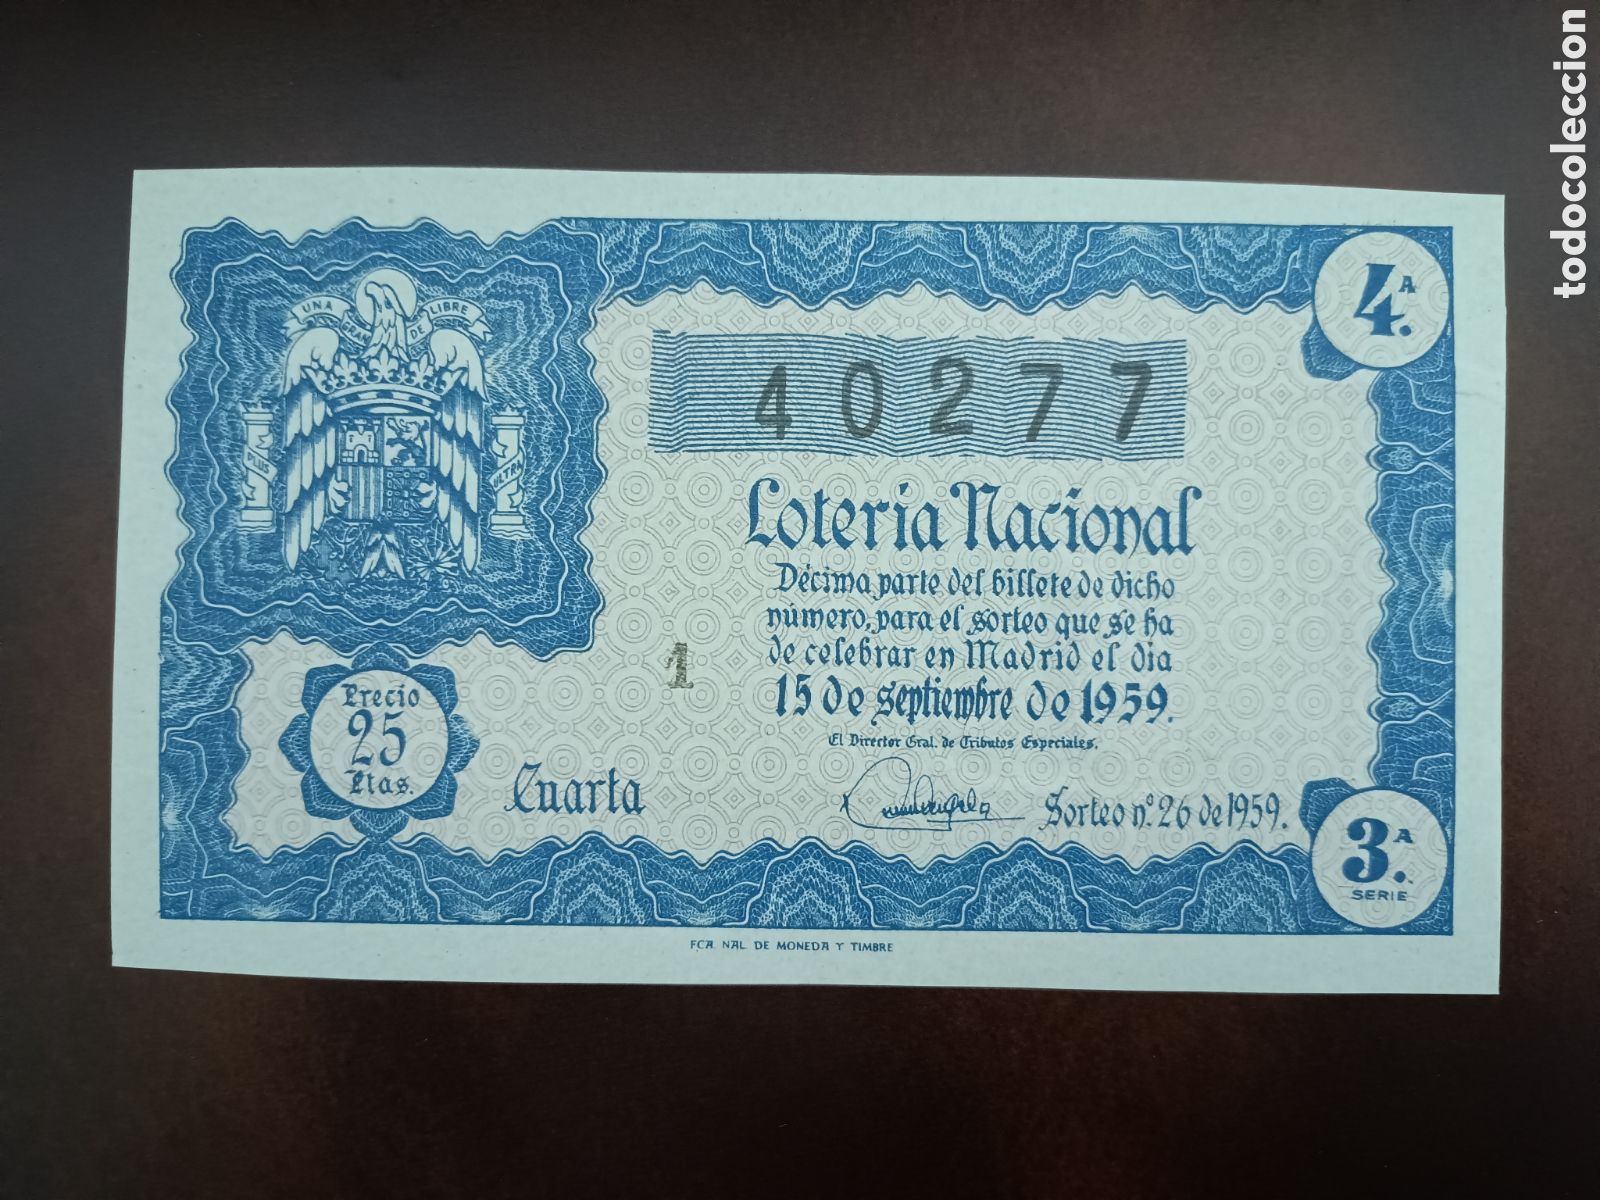 todocoleccion
UNA GRANDE LIBRE
PLUS ULTRA
4.ª
40277
Lotería Nacional
Décima parte del billete de dicho
número, para el sorteo que se ha
de celebrar en Madrid el día
15 de septiembre de 1959.
El Director Gral. de Tributos Especiales,
1
Precio
25
Ptas.
Cuarta
Sorteo nº. 26 de 1959.
3.ª
SERIE
FCA. NAL. DE MONEDA Y TIMBRE